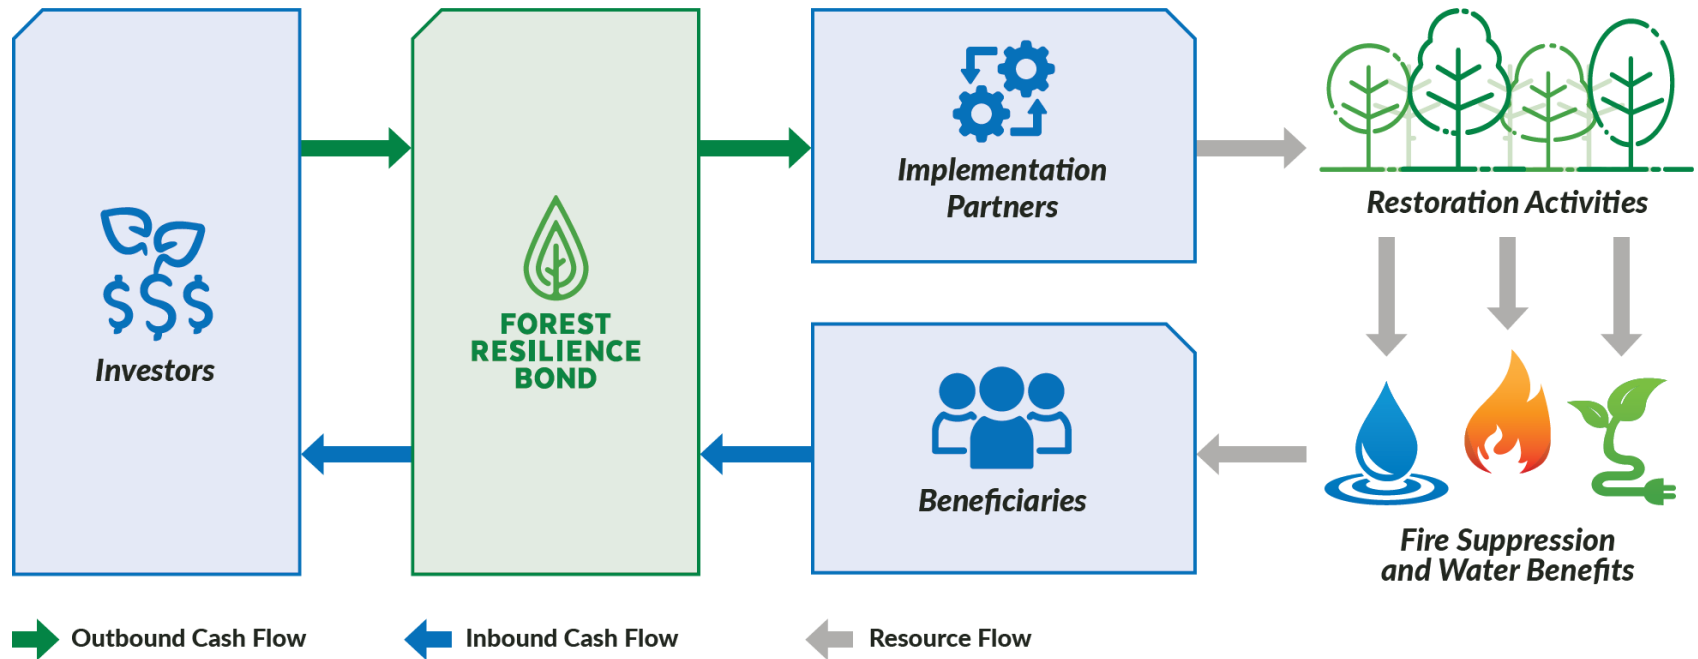 Investors
FOREST
RESILIENCE
BOND
Implementation
Partners
Beneficiaries
Restoration Activities
Fire Suppression
and Water Benefits
Outbound Cash Flow
Inbound Cash Flow
Resource Flow